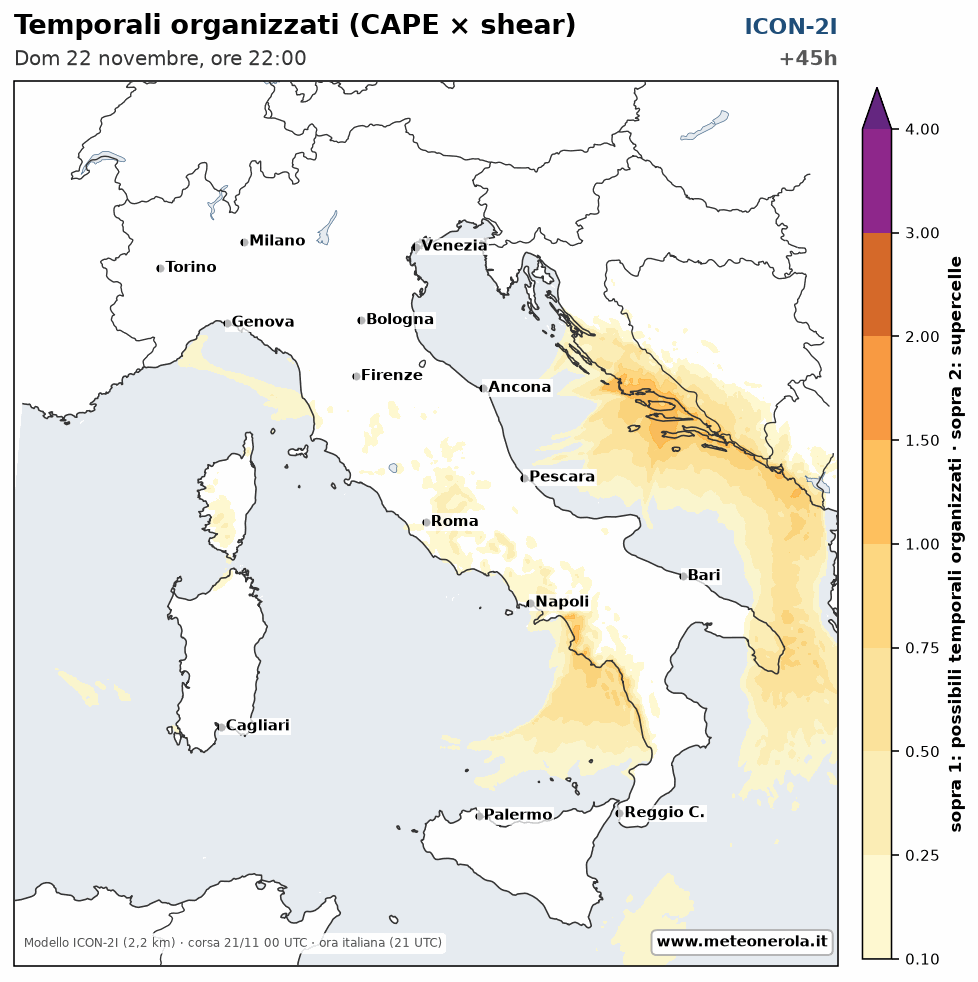 Temporali organizzati (CAPE × shear)
ICON-2I
Dom 22 novembre, ore 22:00
+45h
4.00
3.00
2.00
1.50
1.00
0.75
0.50
0.25
0.10
sopra 1: possibili temporali organizzati · sopra 2: supercelle
Milano
Venezia
Torino
Genova
Bologna
Firenze
Ancona
Pescara
Roma
Bari
Napoli
Cagliari
Palermo
Reggio C.
Modello ICON-2I (2,2 km) · corsa 21/11 00 UTC · ora italiana (21 UTC)
www.meteonerola.it